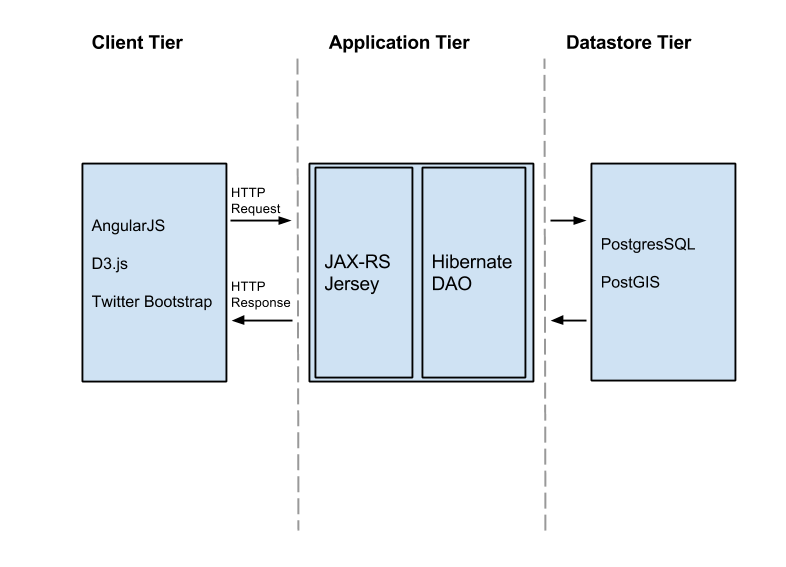 Client Tier
Application Tier
Datastore Tier
HTTP
Request
AngularJS
D3.js
Twitter Bootstrap
HTTP
Response
JAX-RS
Jersey
Hibernate
DAO
PostgresSQL
PostGIS